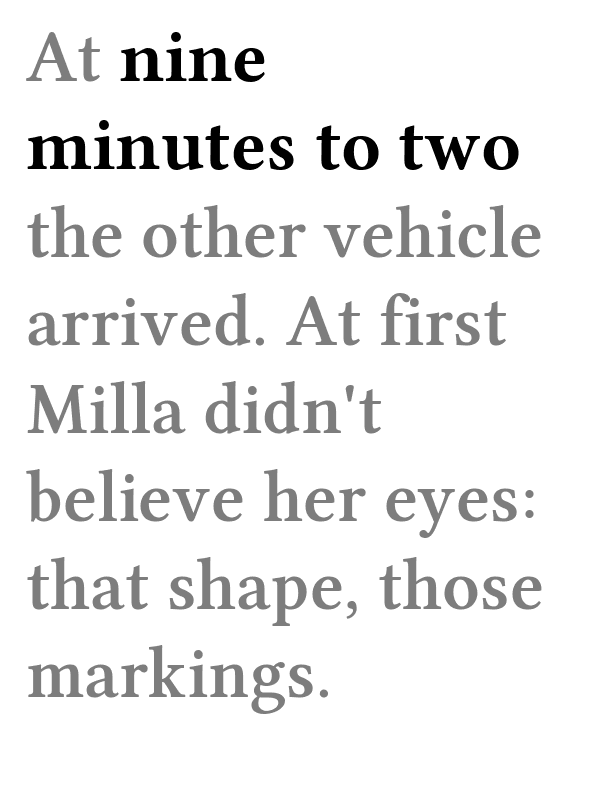 At nine
minutes to two
the other vehicle
arrived. At first
Milla didn't
believe her eyes:
that shape, those
markings.